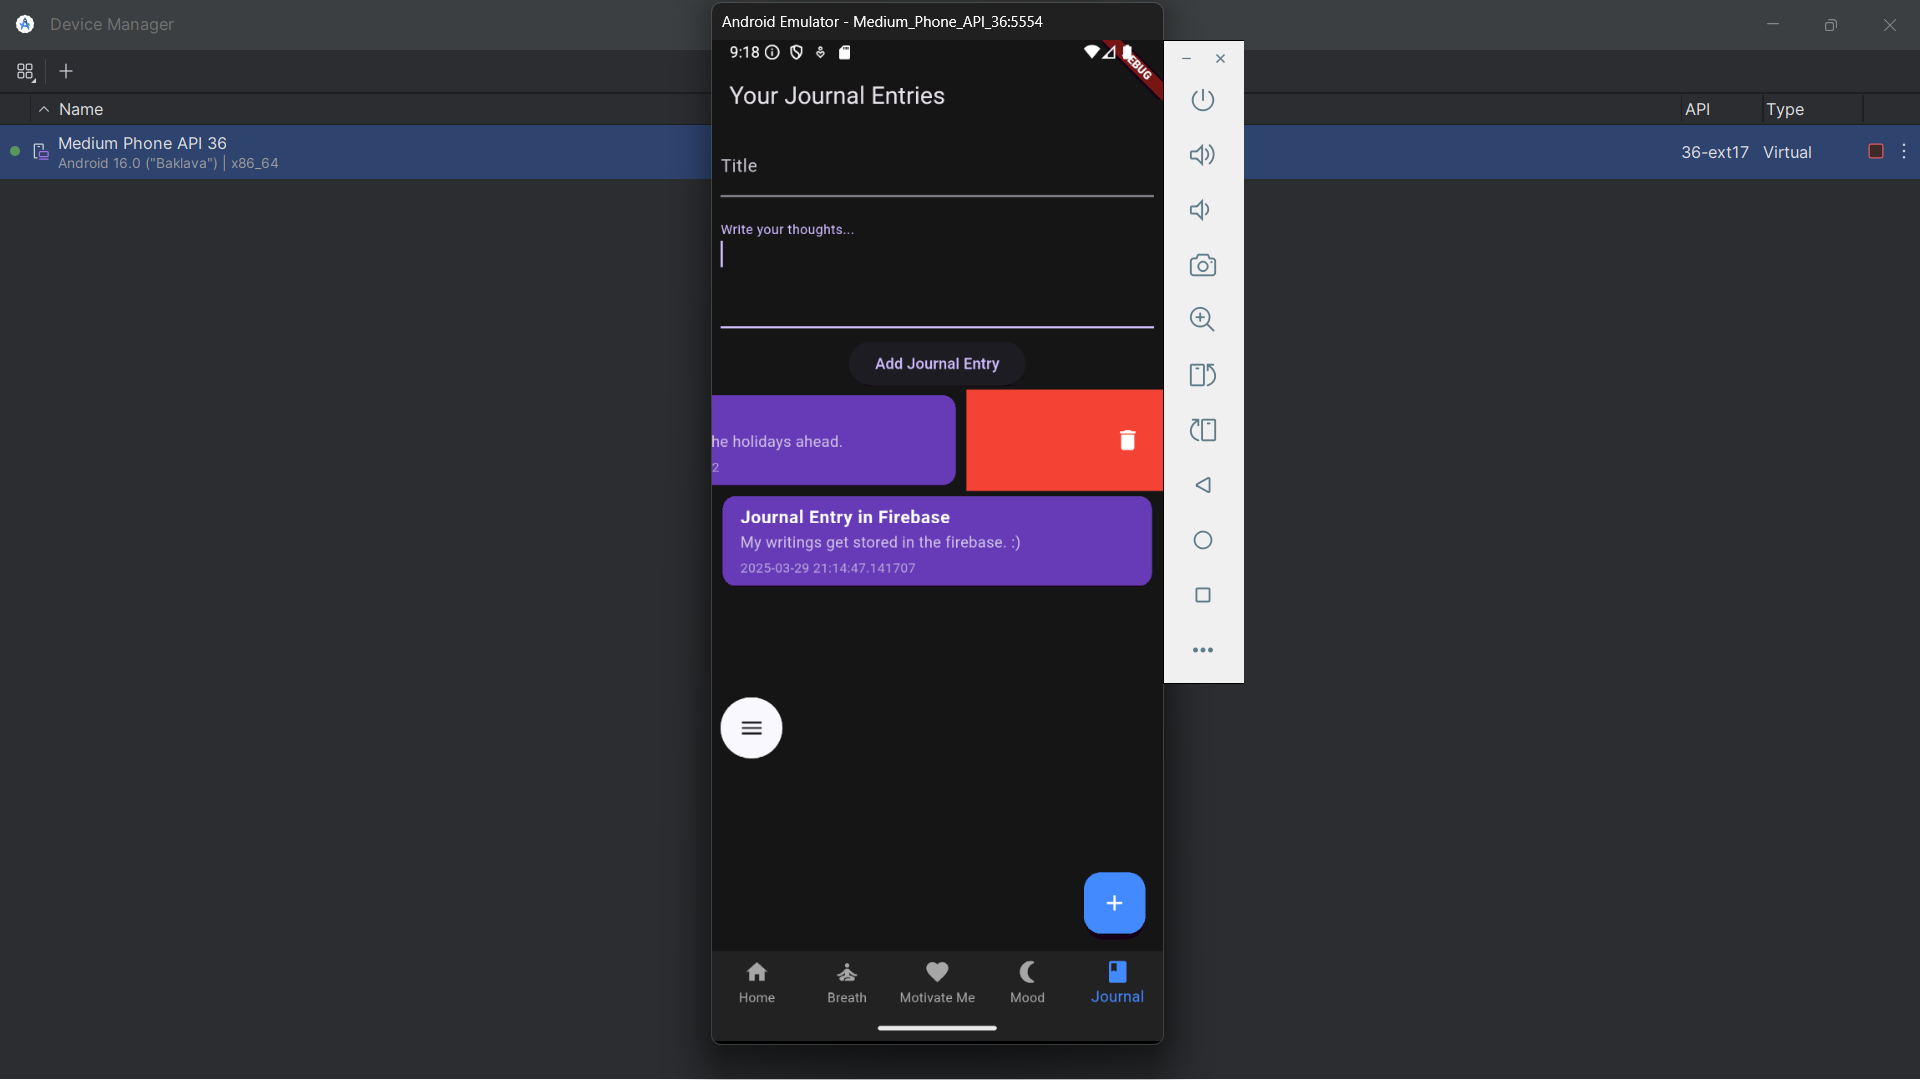 Device Manager
Name
API
Type
Medium Phone API 36
Android 16.0 ("Baklava") | x86_64
36-ext17
Virtual
Android Emulator - Medium_Phone_API_36:5554
9:18
Your Journal Entries
Title
Write your thoughts...
Add Journal Entry
he holidays ahead.
2
Journal Entry in Firebase
My writings get stored in the firebase. :)
2025-03-29 21:14:47.141707
+
Home
Breath
Motivate Me
Mood
Journal